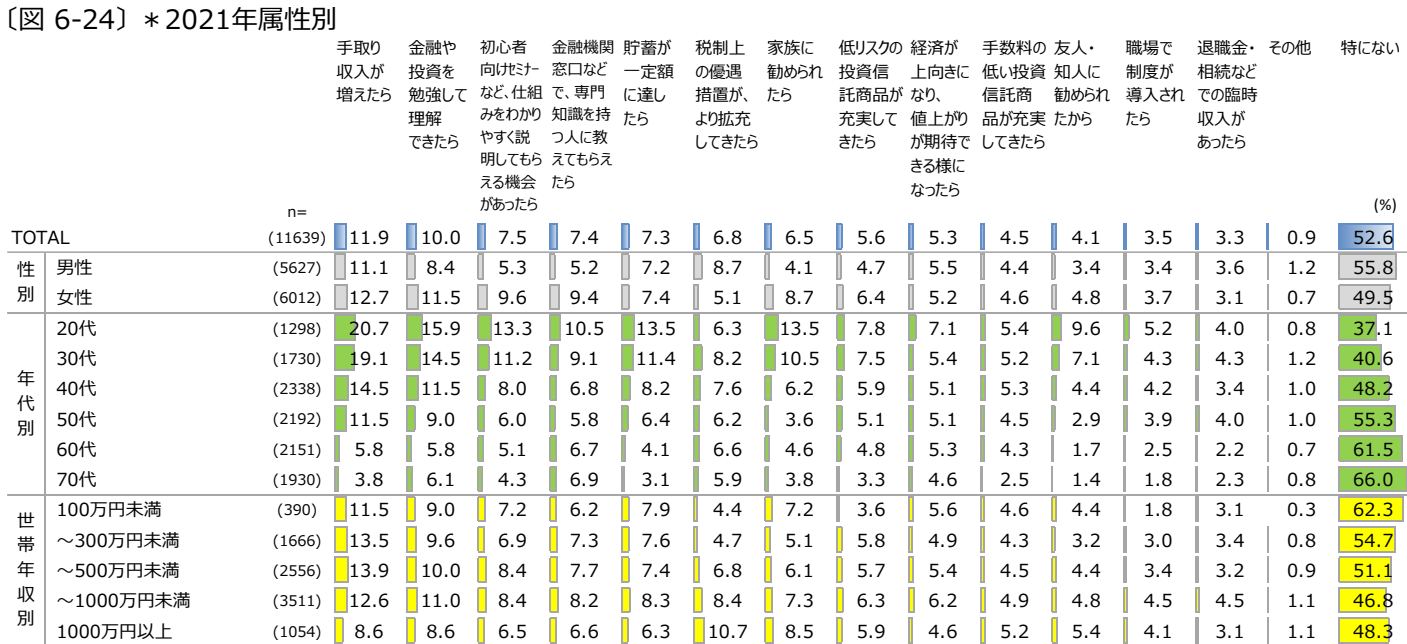 〔図 6-24〕＊2021年属性別
手取り収入が増えたら
金融や投資を勉強して理解できたら
初心者向けｾﾐﾅｰなど、仕組みをわかりやすく説明してもらえる機会があったら
金融機関窓口などで、専門知識を持つ人に教えてもらえたら
貯蓄が一定額に達したら
税制上の優遇措置が、より拡充してきたら
家族に勧められたら
低リスクの投資信託商品が充実してきたら
経済が上向きになり、値上がりが期待できる様になったら
手数料の低い投資信託商品が充実してきたら
友人・知人に勧められたから
職場で制度が導入されたら
退職金・相続などでの臨時収入があったら
その他
特にない
n=
(%)
TOTAL (11639) 11.9 10.0 7.5 7.4 7.3 6.8 6.5 5.6 5.3 4.5 4.1 3.5 3.3 0.9 52.6
性別
男性 (5627) 11.1 8.4 5.3 5.2 7.2 8.7 4.1 4.7 5.5 4.4 3.4 3.4 3.6 1.2 55.8
女性 (6012) 12.7 11.5 9.6 9.4 7.4 5.1 8.7 6.4 5.2 4.6 4.8 3.7 3.1 0.7 49.5
年代別
20代 (1298) 20.7 15.9 13.3 10.5 13.5 6.3 13.5 7.8 7.1 5.4 9.6 5.2 4.0 0.8 37.1
30代 (1730) 19.1 14.5 11.2 9.1 11.4 8.2 10.5 7.5 5.4 5.2 7.1 4.3 4.3 1.2 40.6
40代 (2338) 14.5 11.5 8.0 6.8 8.2 7.6 6.2 5.9 5.1 5.3 4.4 4.2 3.4 1.0 48.2
50代 (2192) 11.5 9.0 6.0 5.8 6.4 6.2 3.6 5.1 5.1 4.5 2.9 3.9 4.0 1.0 55.3
60代 (2151) 5.8 5.8 5.1 6.7 4.1 6.6 4.6 4.8 5.3 4.3 1.7 2.5 2.2 0.7 61.5
70代 (1930) 3.8 6.1 4.3 6.9 3.1 5.9 3.8 3.3 4.6 2.5 1.4 1.8 2.3 0.8 66.0
世帯年収別
100万円未満 (390) 11.5 9.0 7.2 6.2 7.9 4.4 7.2 3.6 5.6 4.6 4.4 1.8 3.1 0.3 62.3
～300万円未満 (1666) 13.5 9.6 6.9 7.3 7.6 4.7 5.1 5.8 4.9 4.3 3.2 3.0 3.4 0.8 54.7
～500万円未満 (2556) 13.9 10.0 8.4 7.7 7.4 6.8 6.1 5.7 5.4 4.5 4.4 3.4 3.2 0.9 51.1
～1000万円未満 (3511) 12.6 11.0 8.4 8.2 8.3 8.4 7.3 6.3 6.2 4.9 4.8 4.5 4.5 1.1 46.8
1000万円以上 (1054) 8.6 8.6 6.5 6.6 6.3 10.7 8.5 5.9 4.6 5.2 5.4 4.1 3.1 1.1 48.3